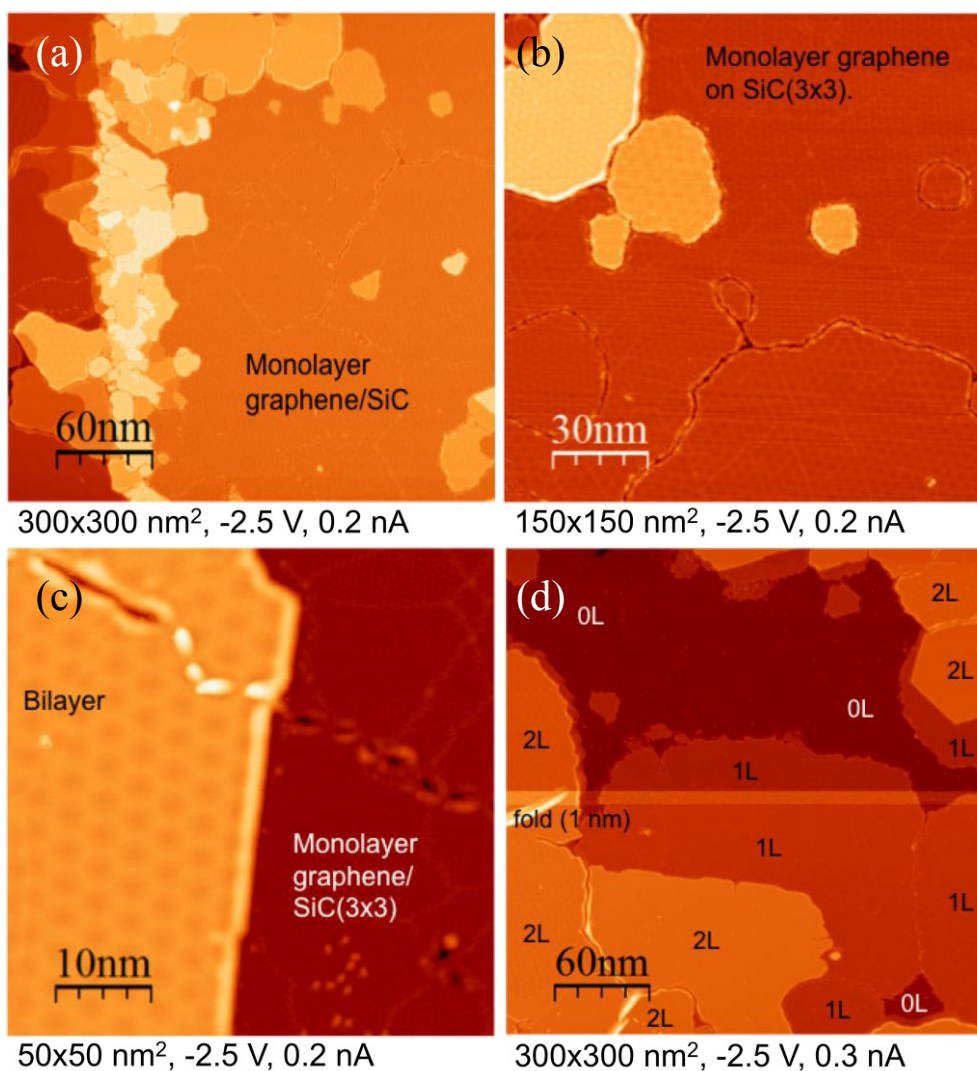 (a)
Monolayer
graphene/SiC
60nm
300x300 nm², -2.5 V, 0.2 nA
(b)
Monolayer graphene
on SiC(3x3).
30nm
150x150 nm², -2.5 V, 0.2 nA
(c)
Bilayer
Monolayer
graphene/
SiC(3x3)
10nm
50x50 nm², -2.5 V, 0.2 nA
(d)
0L
2L
2L
0L
2L
1L
1L
fold (1 nm)
1L
1L
2L
2L
60nm
2L
1L
0L
300x300 nm², -2.5 V, 0.3 nA